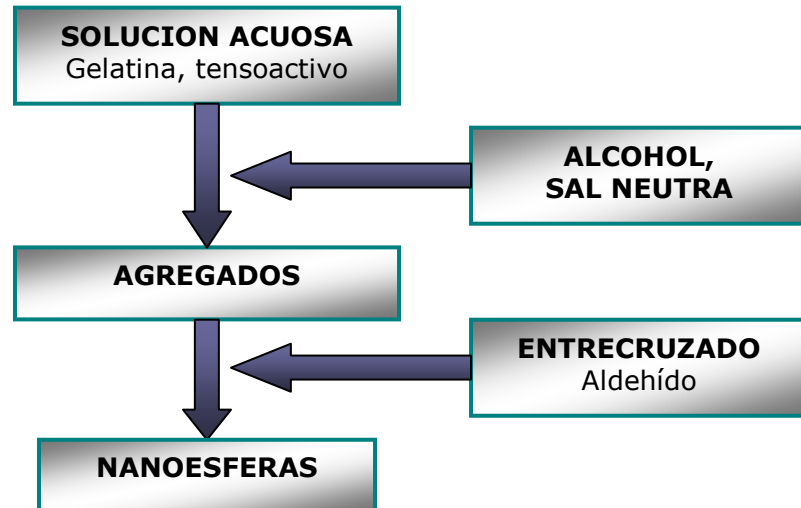 SOLUCION ACUOSA
Gelatina, tensoactivo
ALCOHOL,
SAL NEUTRA
AGREGADOS
ENTRECRUZADO
Aldehído
NANOESFERAS